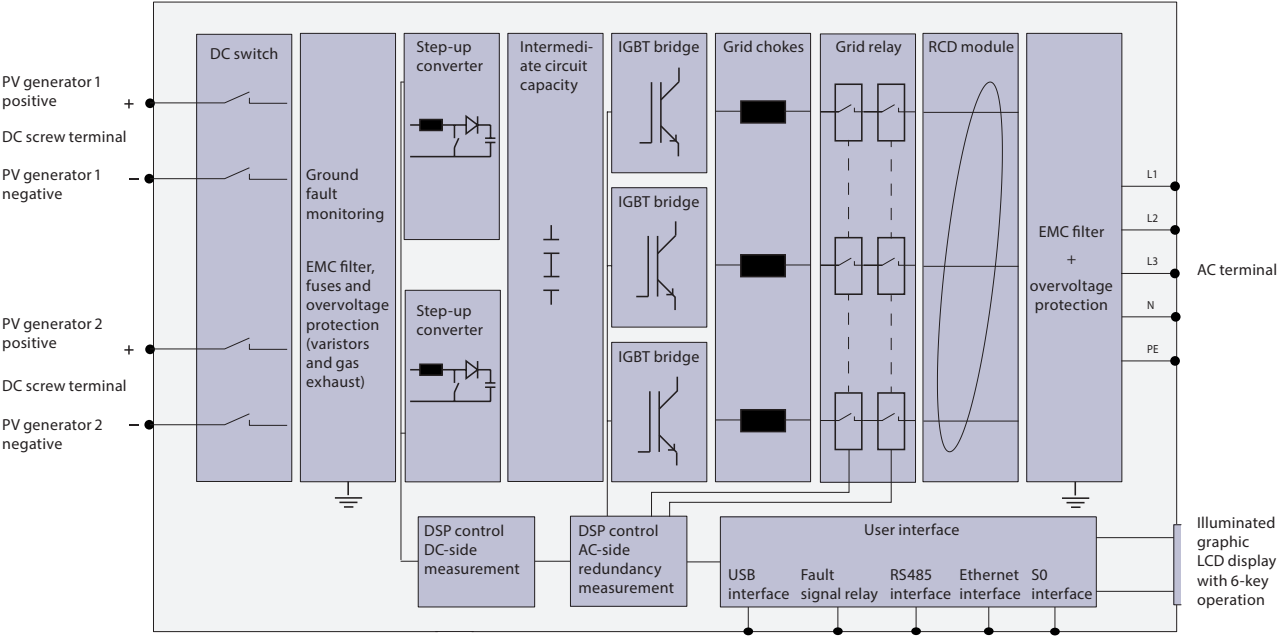 PV generator 1
positive
+
DC screw terminal
PV generator 1
negative
–
PV generator 2
positive
+
DC screw terminal
PV generator 2
negative
–
DC switch
Ground
fault
monitoring
EMC filter,
fuses and
overvoltage
protection
(varistors
and gas
exhaust)
Step-up
converter
Step-up
converter
Intermedi-
ate circuit
capacity
IGBT bridge
IGBT bridge
IGBT bridge
Grid chokes
Grid relay
RCD module
EMC filter
+
overvoltage
protection
L1
L2
L3
N
PE
AC terminal
DSP control
DC-side
measurement
DSP control
AC-side
redundancy
measurement
User interface
USB
interface
Fault
signal relay
RS485
interface
Ethernet
interface
S0
interface
Illuminated
graphic
LCD display
with 6-key
operation